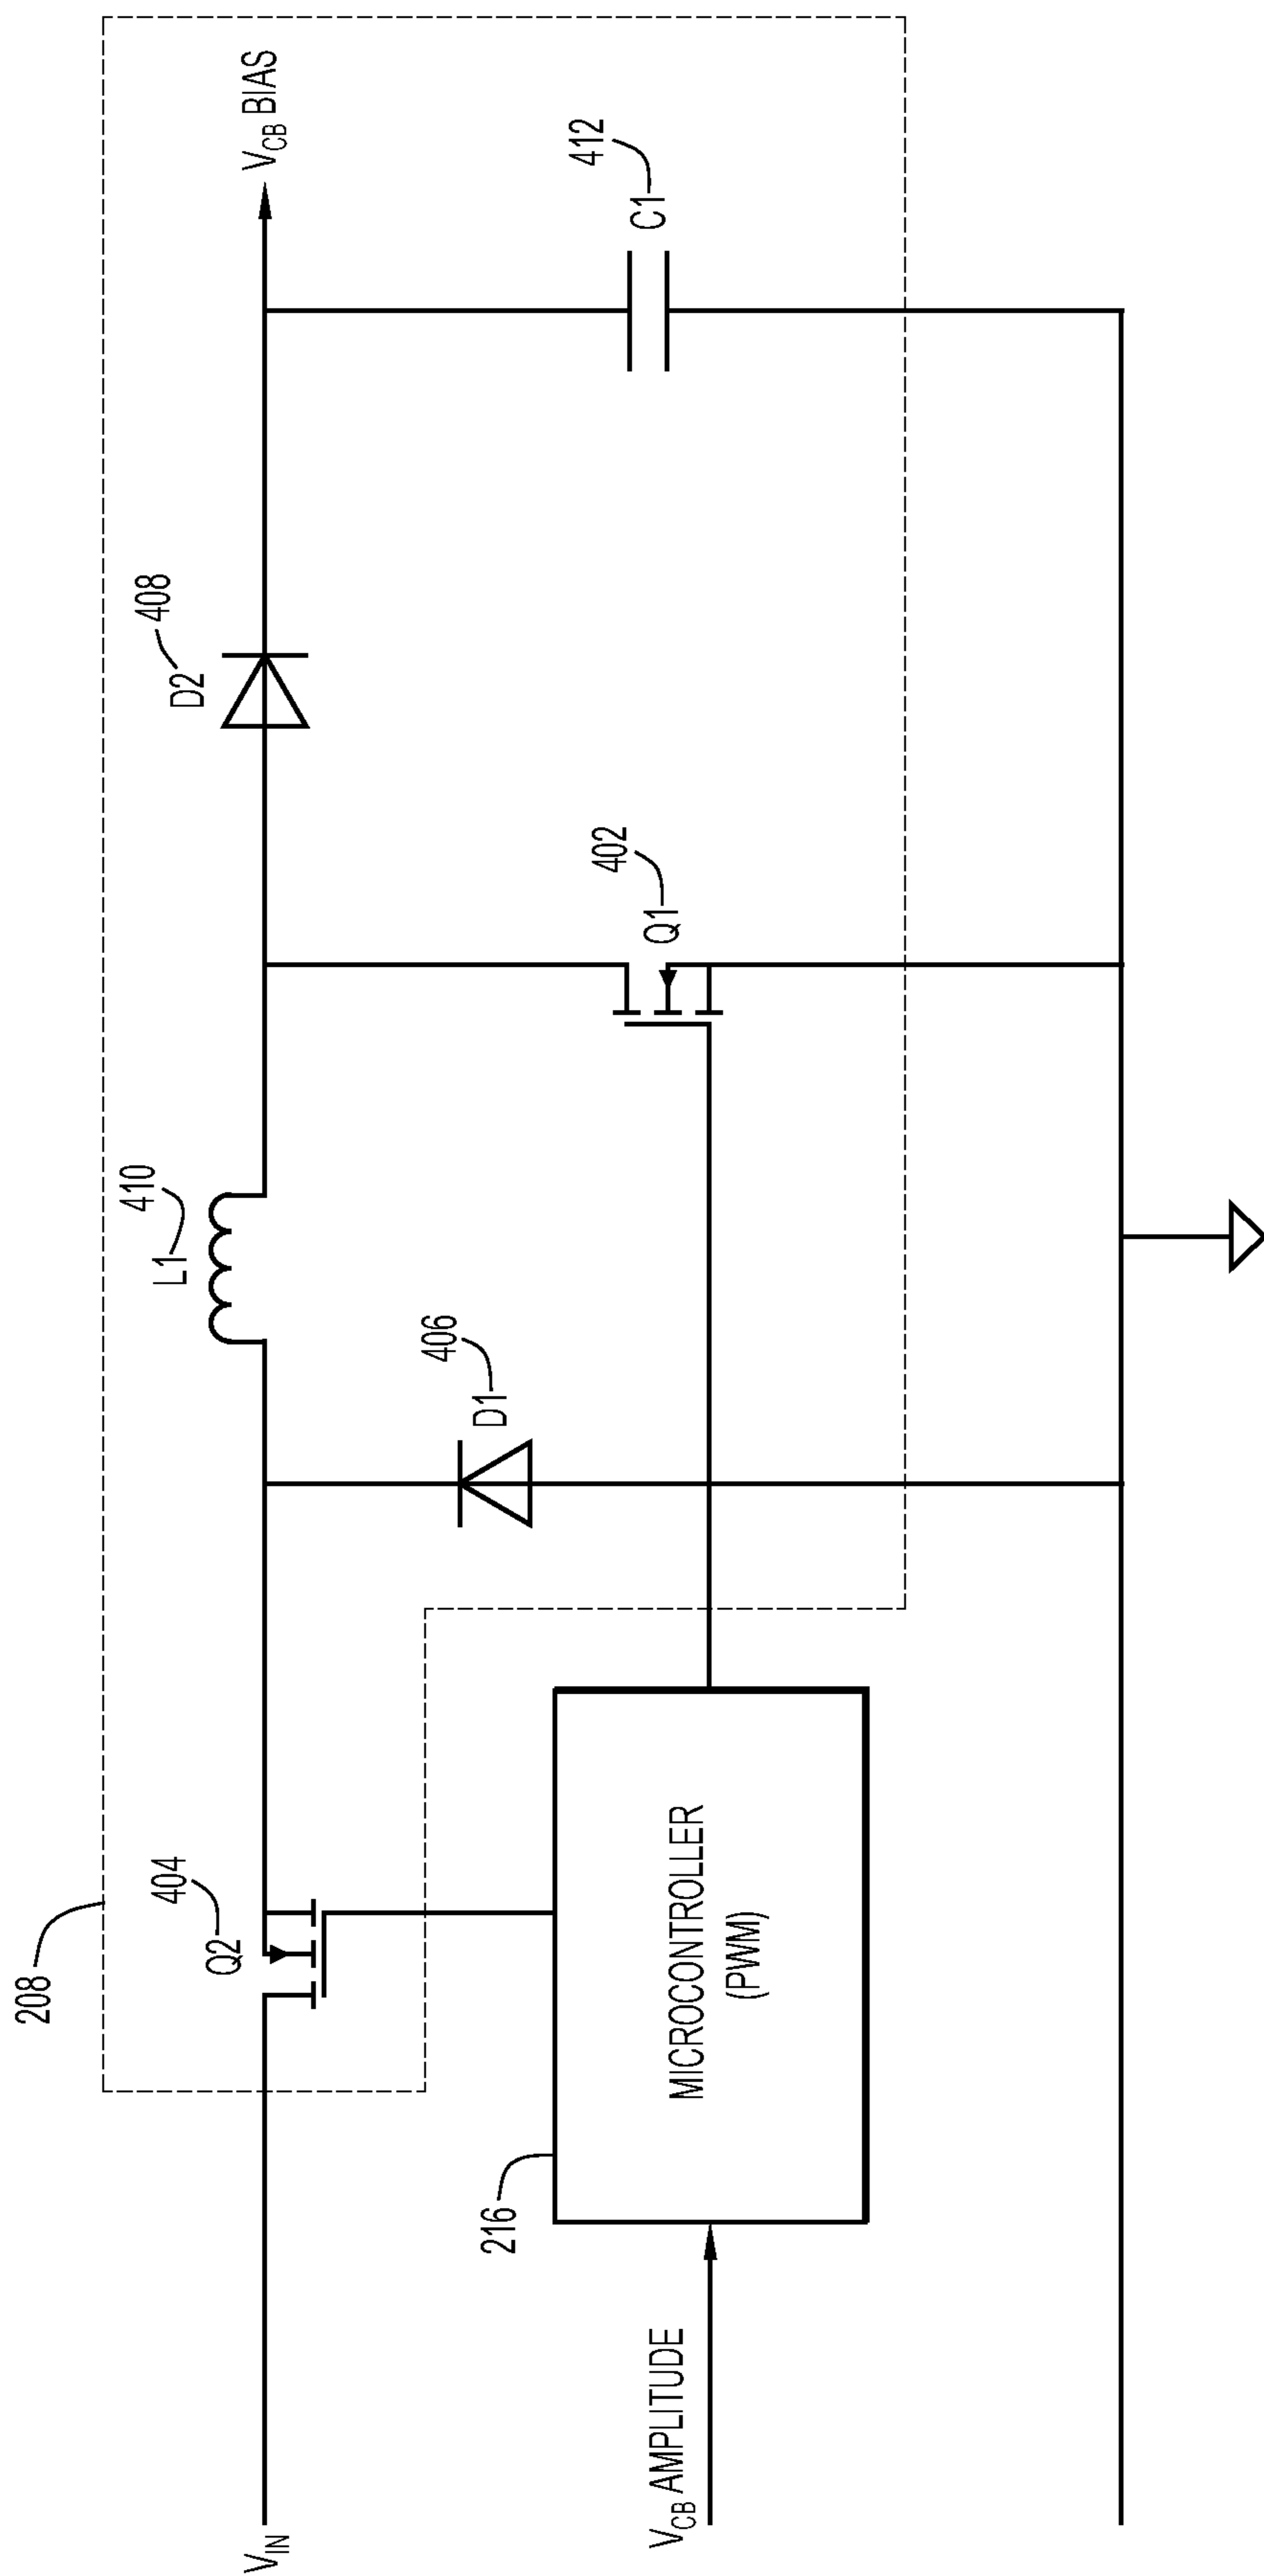 208
404
Q2
L1
410
D2
408
V_CB BIAS
V_IN
406
D1
402
Q1
412
C1
216
MICROCONTROLLER
(PWM)
V_CB AMPLITUDE